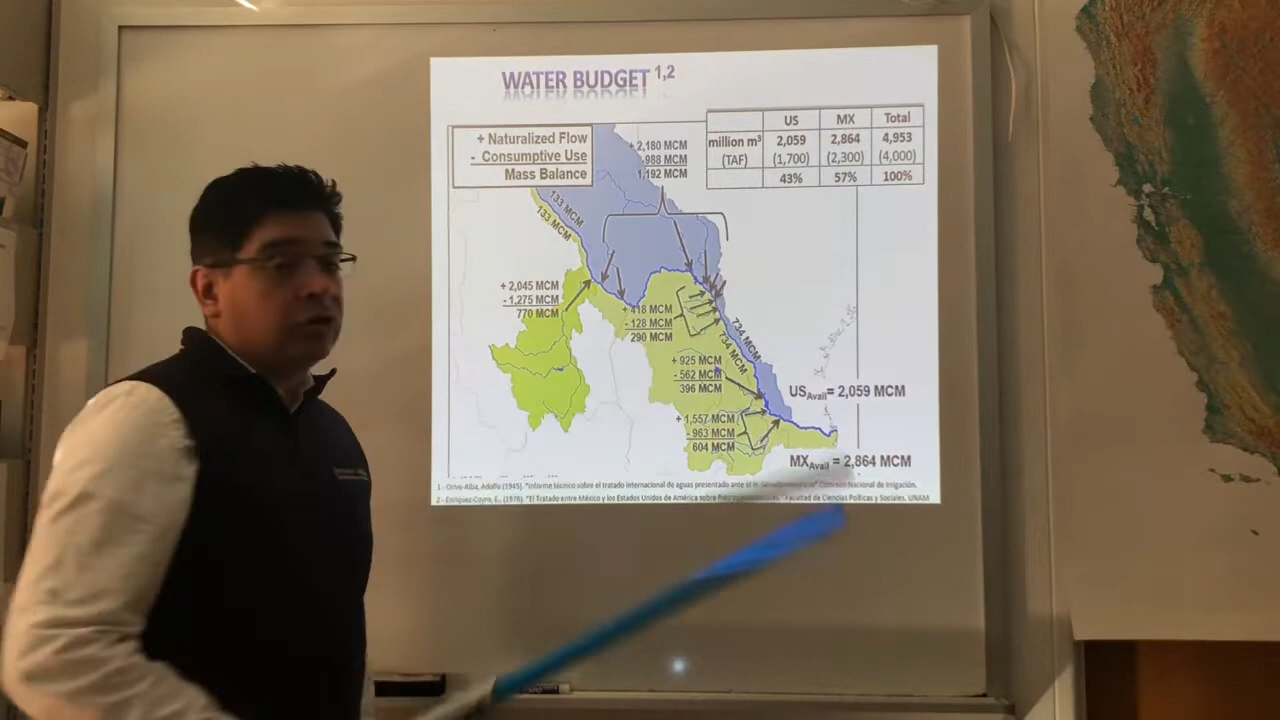 WATER BUDGET 1,2
+ Naturalized Flow
- Consumptive Use
Mass Balance
+ 2,180 MCM
- 988 MCM
1,192 MCM
US MX Total
million m³ 2,059 2,864 4,953
(TAF) (1,700) (2,300) (4,000)
43% 57% 100%
133 MCM
133 MCM
+ 2,045 MCM
- 1,275 MCM
770 MCM
+ 418 MCM
- 128 MCM
290 MCM
734 MCM
734 MCM
+ 925 MCM
- 562 MCM
396 MCM
+ 1,557 MCM
- 963 MCM
604 MCM
US Avail = 2,059 MCM
MX Avail = 2,864 MCM
1 - Orive-Alba, Adolfo (1945). "Informe técnico sobre el tratado internacional de aguas presentado ante el H. Comisión Nacional de Irrigación.
2 - Enríquez-Coyro, E., (1976). "El Tratado entre México y los Estados Unidos de América sobre Facultad de Ciencias Políticas y Sociales, UNAM